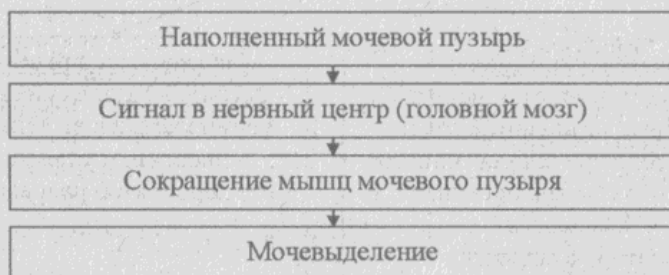 Наполненный мочевой пузырь
Сигнал в нервный центр (головной мозг)
Сокращение мышц мочевого пузыря
Мочевыделение